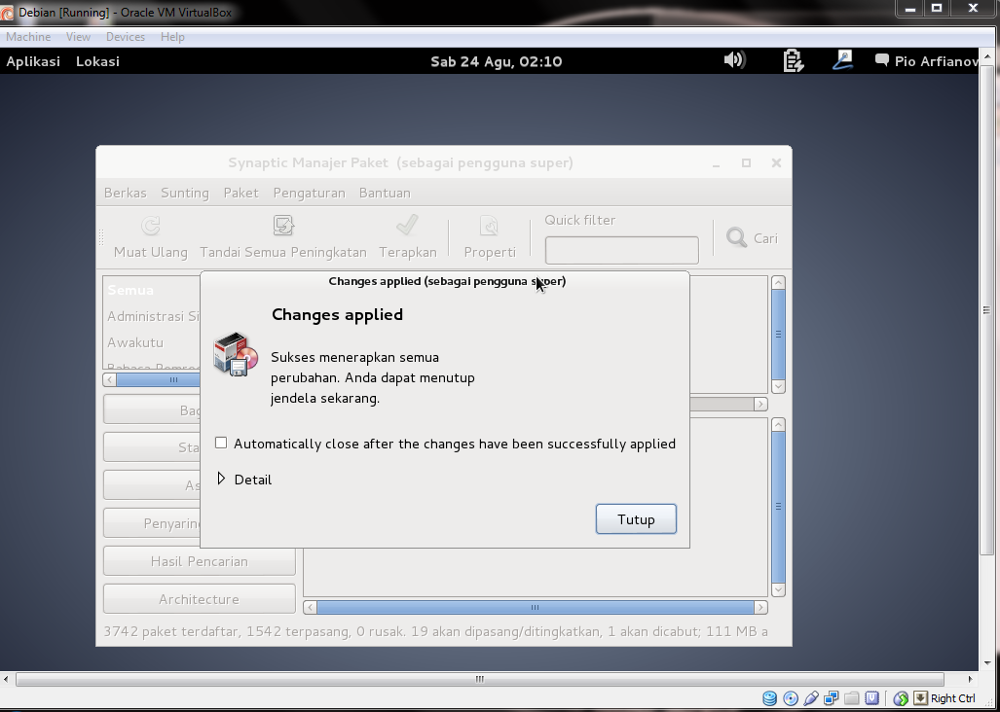 Debian [Running] - Oracle VM VirtualBox
Machine View Devices Help
Aplikasi Lokasi Sab 24 Agu, 02:10 Pio Arfianov
Synaptic Manajer Paket (sebagai pengguna super)
Berkas Sunting Paket Pengaturan Bantuan
Quick filter
Muat Ulang Tandai Semua Peningkatan Terapkan Properti Cari
Semua
Administrasi Si
Awakutu
Changes applied (sebagai pengguna super)
Changes applied
Sukses menerapkan semua
perubahan. Anda dapat menutup
jendela sekarang.
Automatically close after the changes have been successfully applied
Detail
Tutup
Bag
Sta
As
Penyarin
Hasil Pencarian
Architecture
3742 paket terdaftar, 1542 terpasang, 0 rusak. 19 akan dipasang/ditingkatkan, 1 akan dicabut; 111 MB a
Right Ctrl